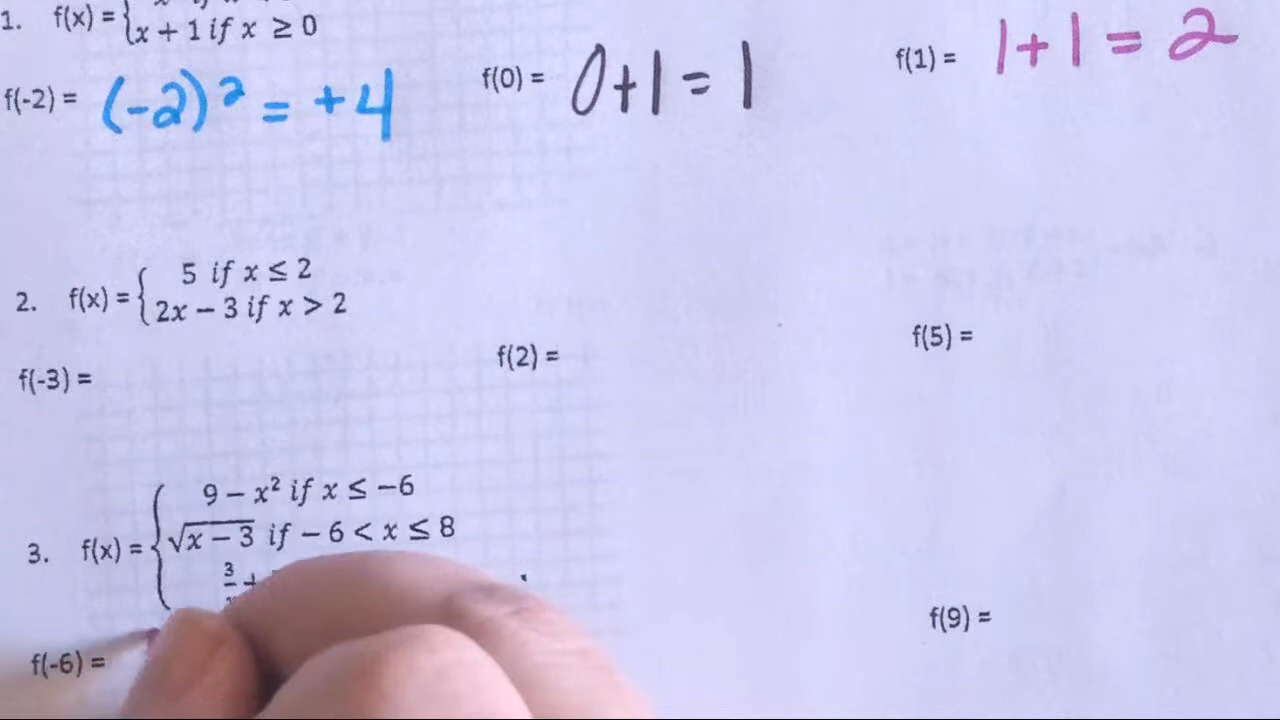 1. f(x) = { x + 1 if x ≥ 0
f(-2) = (-2)² = +4 f(0) = 0+1 = 1 f(1) = 1+1 = 2
2. f(x) = { 5 if x ≤ 2
2x − 3 if x > 2
f(-3) = f(2) = f(5) =
3. f(x) = { 9 − x² if x ≤ −6
√x − 3 if − 6 < x ≤ 8
3 +
f(-6) = f(9) =